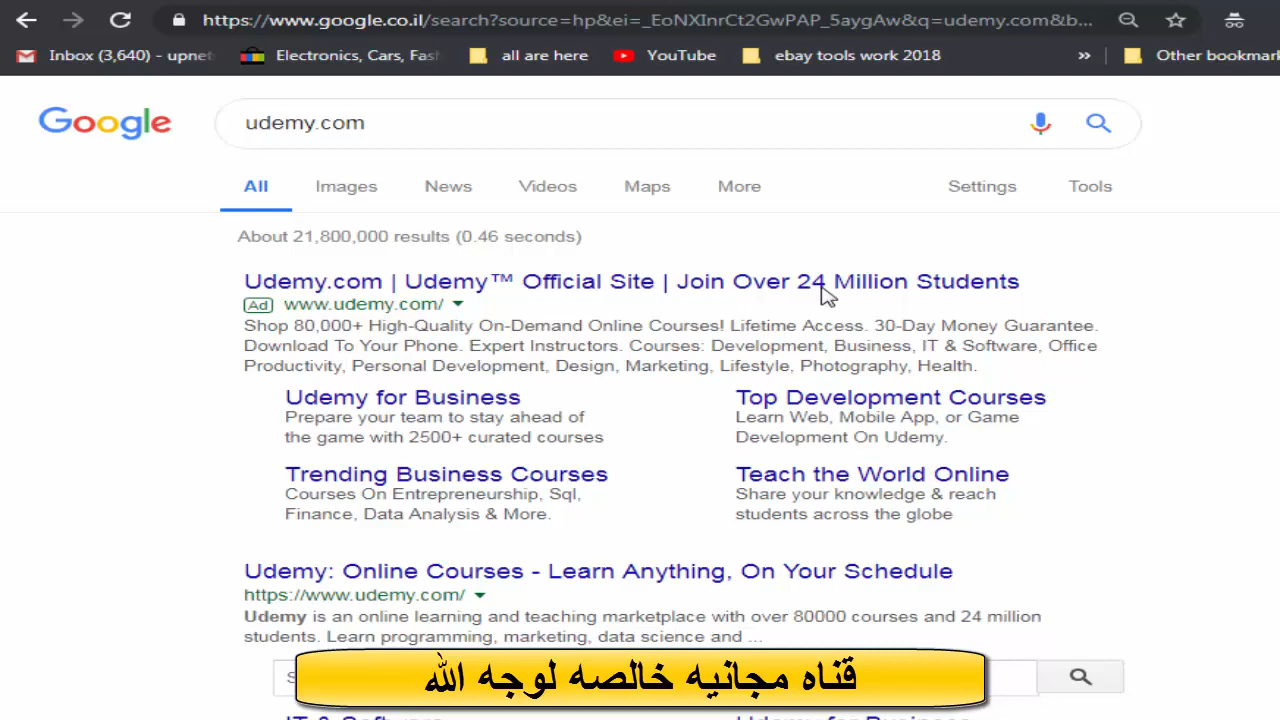 https://www.google.co.il/search?source=hp&ei=_EoNXInrCt2GwPAP_5aygAw&q=udemy.com&b...
Inbox (3,640) - upnet Electronics, Cars, Fas all are here YouTube ebay tools work 2018 » Other bookmar
Google udemy.com
All Images News Videos Maps More Settings Tools
About 21,800,000 results (0.46 seconds)
Udemy.com | Udemy™ Official Site | Join Over 24 Million Students
Ad www.udemy.com/
Shop 80,000+ High-Quality On-Demand Online Courses! Lifetime Access. 30-Day Money Guarantee.
Download To Your Phone. Expert Instructors. Courses: Development, Business, IT & Software, Office
Productivity, Personal Development, Design, Marketing, Lifestyle, Photography, Health.
Udemy for Business
Prepare your team to stay ahead of
the game with 2500+ curated courses
Top Development Courses
Learn Web, Mobile App, or Game
Development On Udemy.
Trending Business Courses
Courses On Entrepreneurship, Sql,
Finance, Data Analysis & More.
Teach the World Online
Share your knowledge & reach
students across the globe
Udemy: Online Courses - Learn Anything, On Your Schedule
https://www.udemy.com/
Udemy is an online learning and teaching marketplace with over 80000 courses and 24 million
students. Learn programming, marketing, data science and ...
قناه مجانيه خالصه لوجه الله